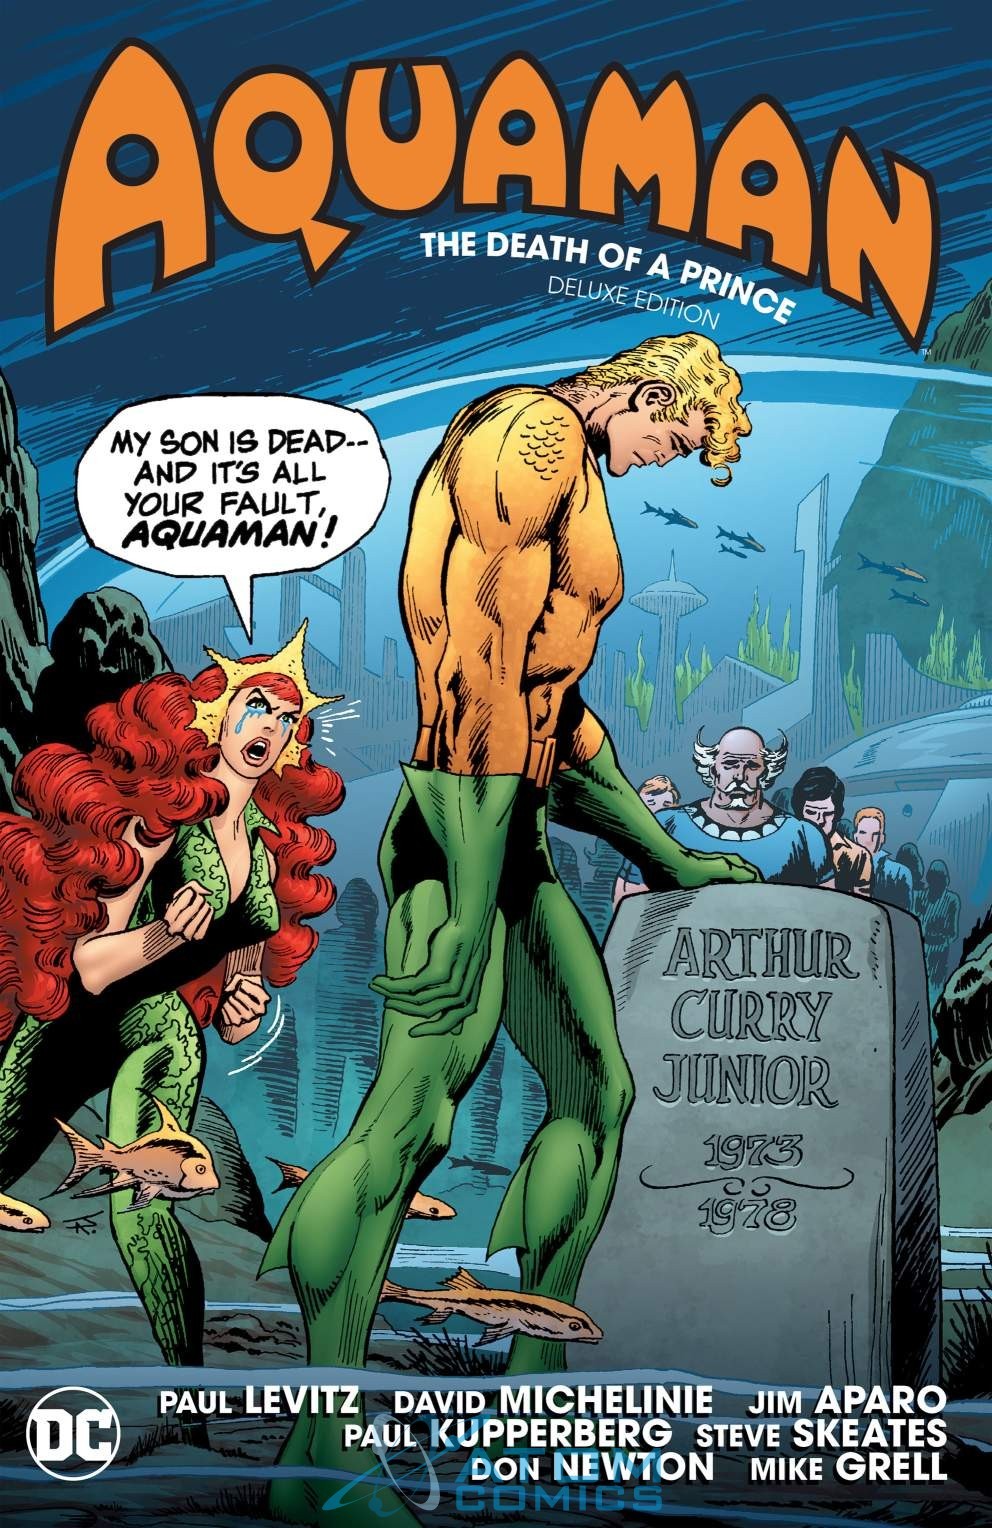 AQUAMAN
THE DEATH OF A PRINCE
DELUXE EDITION
TM
MY SON IS DEAD--
AND IT'S ALL
YOUR FAULT,
AQUAMAN!
ARTHUR
CURRY
JUNIOR
1973
1978
DC
PAUL LEVITZ DAVID MICHELINIE JIM APARO
PAUL KUPPERBERG STEVE SKEATES
DON NEWTON MIKE GRELL
COMICS